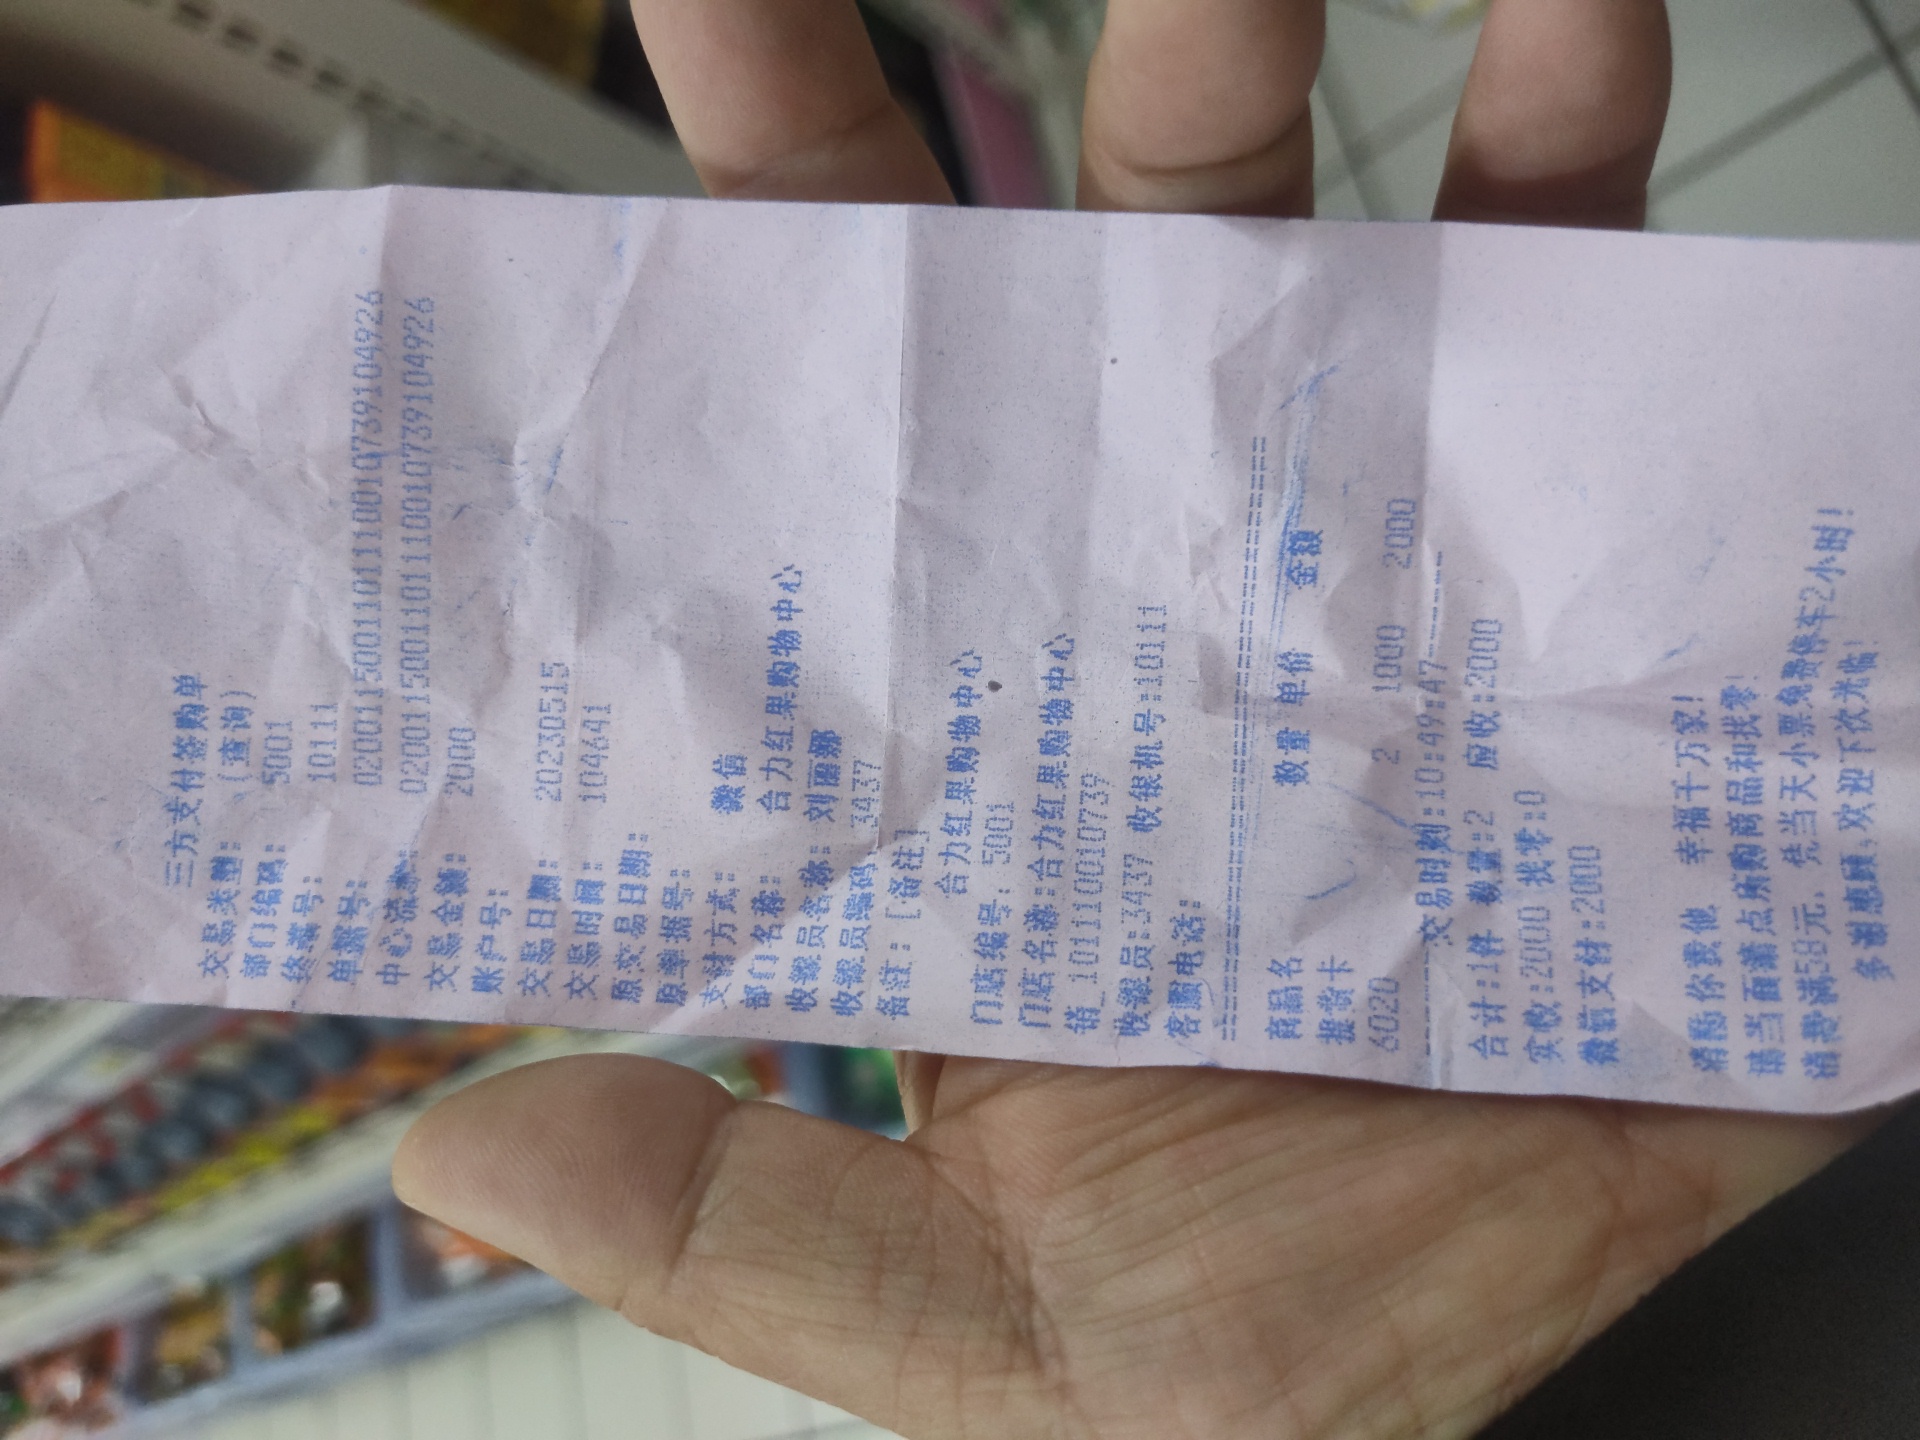 三方支付签购单
交易类型: (查询)
部门编码: 5001
终端号: 10111
单据号: 0200115001101110010739104926
中心流水: 0200115001101110010739104926
交易金额: 2000
账户号:
交易日期: 20230515
交易时间: 104641
原交易日期:
原单据号:
支付方式: 微信
部门名称: 合力红果购物中心
收银员名称: 刘丽娜
收银员编码: 3437
备注: [备注]
合力红果购物中心
门店编号: 5001
门店名称:合力红果购物中心
销_101110010739
收银员:3437 收银机号:10111
客服电话:
商品名 数量 单价 金额
提货卡
6020 2 1000 2000
交易时刻:10:49:47
合计:1件 数量:2 应收:2000
实收:2000 找零:0
微信支付:2000
消费你我他 幸福千万家!
请当面清点所购商品和找零!
消费满58元, 凭当天小票免费停车2小时!
多谢惠顾,欢迎下次光临!